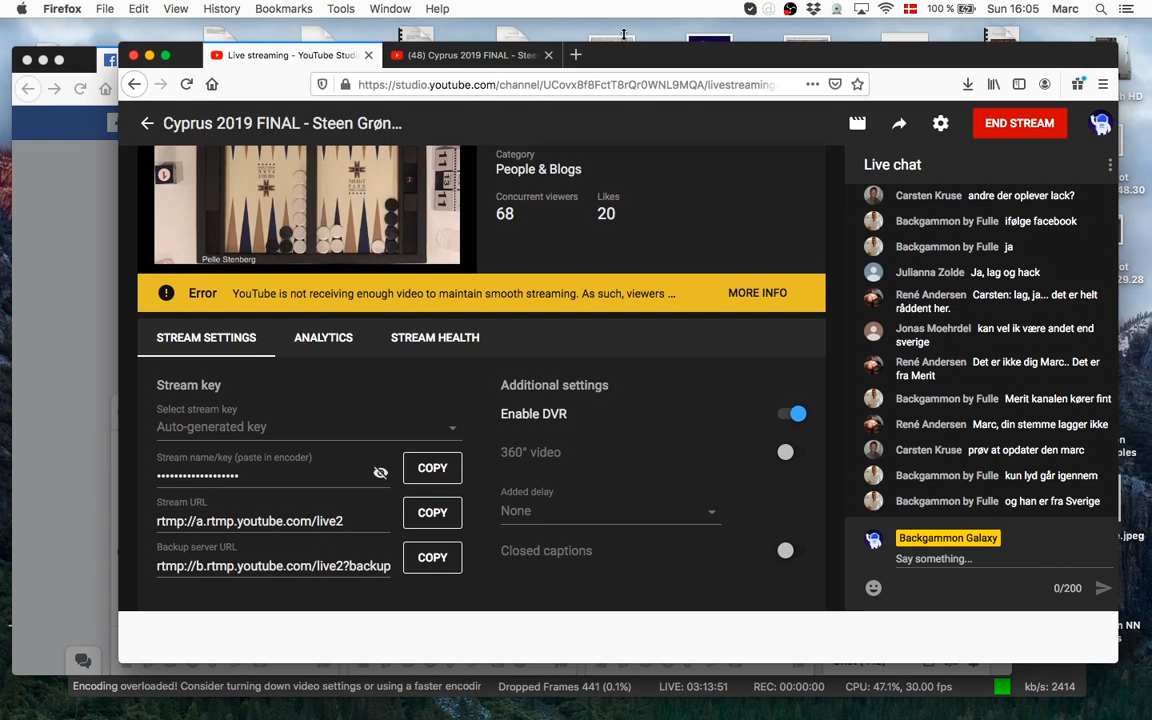 Firefox File Edit View History Bookmarks Tools Window Help
100 % Sun 16:05 Marc
Live streaming - YouTube Studi
(48) Cyprus 2019 FINAL - Stee
https://studio.youtube.com/channel/UCovx8f8FctT8rQr0WNL9MQA/livestreaming
Cyprus 2019 FINAL - Steen Grøn...
END STREAM
Pelle Stenberg
Category
People & Blogs
Concurrent viewers Likes
68 20
Error YouTube is not receiving enough video to maintain smooth streaming. As such, viewers ... MORE INFO
STREAM SETTINGS ANALYTICS STREAM HEALTH
Stream key
Select stream key
Auto-generated key
Stream name/key (paste in encoder)
••••••••••••••••••• COPY
Stream URL
rtmp://a.rtmp.youtube.com/live2 COPY
Backup server URL
rtmp://b.rtmp.youtube.com/live2?backup COPY
Additional settings
Enable DVR
360° video
Added delay
None
Closed captions
Live chat
Carsten Kruse andre der oplever lack?
Backgammon by Fulle ifølge facebook
Backgammon by Fulle ja
Julianna Zolde Ja, lag og hack
René Andersen Carsten: lag, ja... det er helt
råddent her.
Jonas Moehrdel kan vel ik være andet end
sverige
René Andersen Det er ikke dig Marc.. Det er
fra Merit
Backgammon by Fulle Merit kanalen kører fint
René Andersen Marc, din stemme lagger ikke
Carsten Kruse prøv at opdater den marc
Backgammon by Fulle kun lyd går igennem
Backgammon by Fulle og han er fra Sverige
Backgammon Galaxy
Say something...
0/200
h HD
ot
48.30
ot
29.28
on
ples
.jpeg
n NN
Encoding overloaded! Consider turning down video settings or using a faster encodir Dropped Frames 441 (0.1%) LIVE: 03:13:51 REC: 00:00:00 CPU: 47.1%, 30.00 fps kb/s: 2414